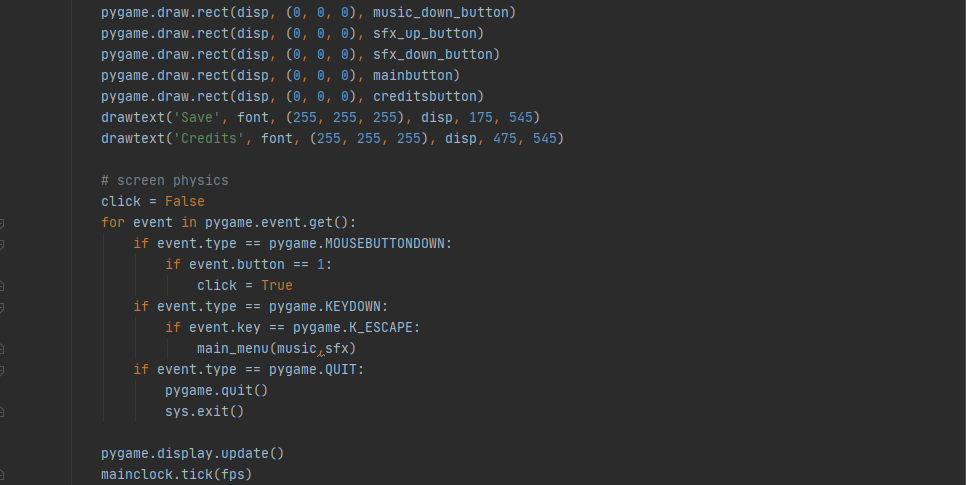 pygame.draw.rect(disp, (0, 0, 0), music_down_button)
pygame.draw.rect(disp, (0, 0, 0), sfx_up_button)
pygame.draw.rect(disp, (0, 0, 0), sfx_down_button)
pygame.draw.rect(disp, (0, 0, 0), mainbutton)
pygame.draw.rect(disp, (0, 0, 0), creditsbutton)
drawtext('Save', font, (255, 255, 255), disp, 175, 545)
drawtext('Credits', font, (255, 255, 255), disp, 475, 545)
# screen physics
click = False
for event in pygame.event.get():
if event.type == pygame.MOUSEBUTTONDOWN:
if event.button == 1:
click = True
if event.type == pygame.KEYDOWN:
if event.key == pygame.K_ESCAPE:
main_menu(music,sfx)
if event.type == pygame.QUIT:
pygame.quit()
sys.exit()
pygame.display.update()
mainclock.tick(fps)